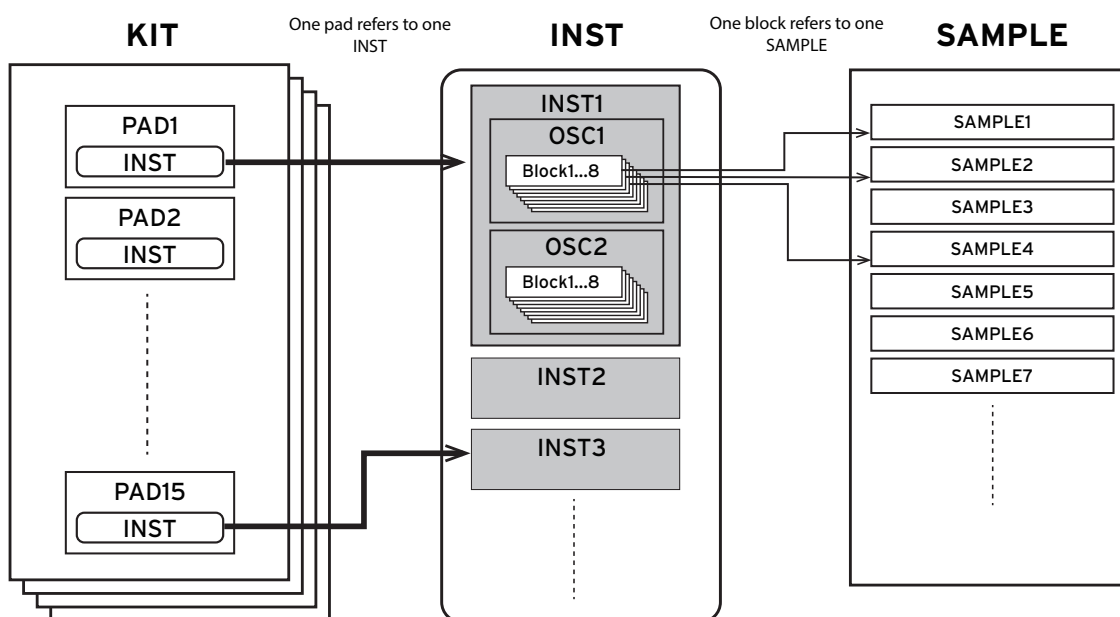 KIT
One pad refers to one
INST
INST
One block refers to one
SAMPLE
SAMPLE
PAD1
INST
PAD2
INST
PAD15
INST
INST1
OSC1
Block1...8
OSC2
Block1...8
INST2
INST3
SAMPLE1
SAMPLE2
SAMPLE3
SAMPLE4
SAMPLE5
SAMPLE6
SAMPLE7